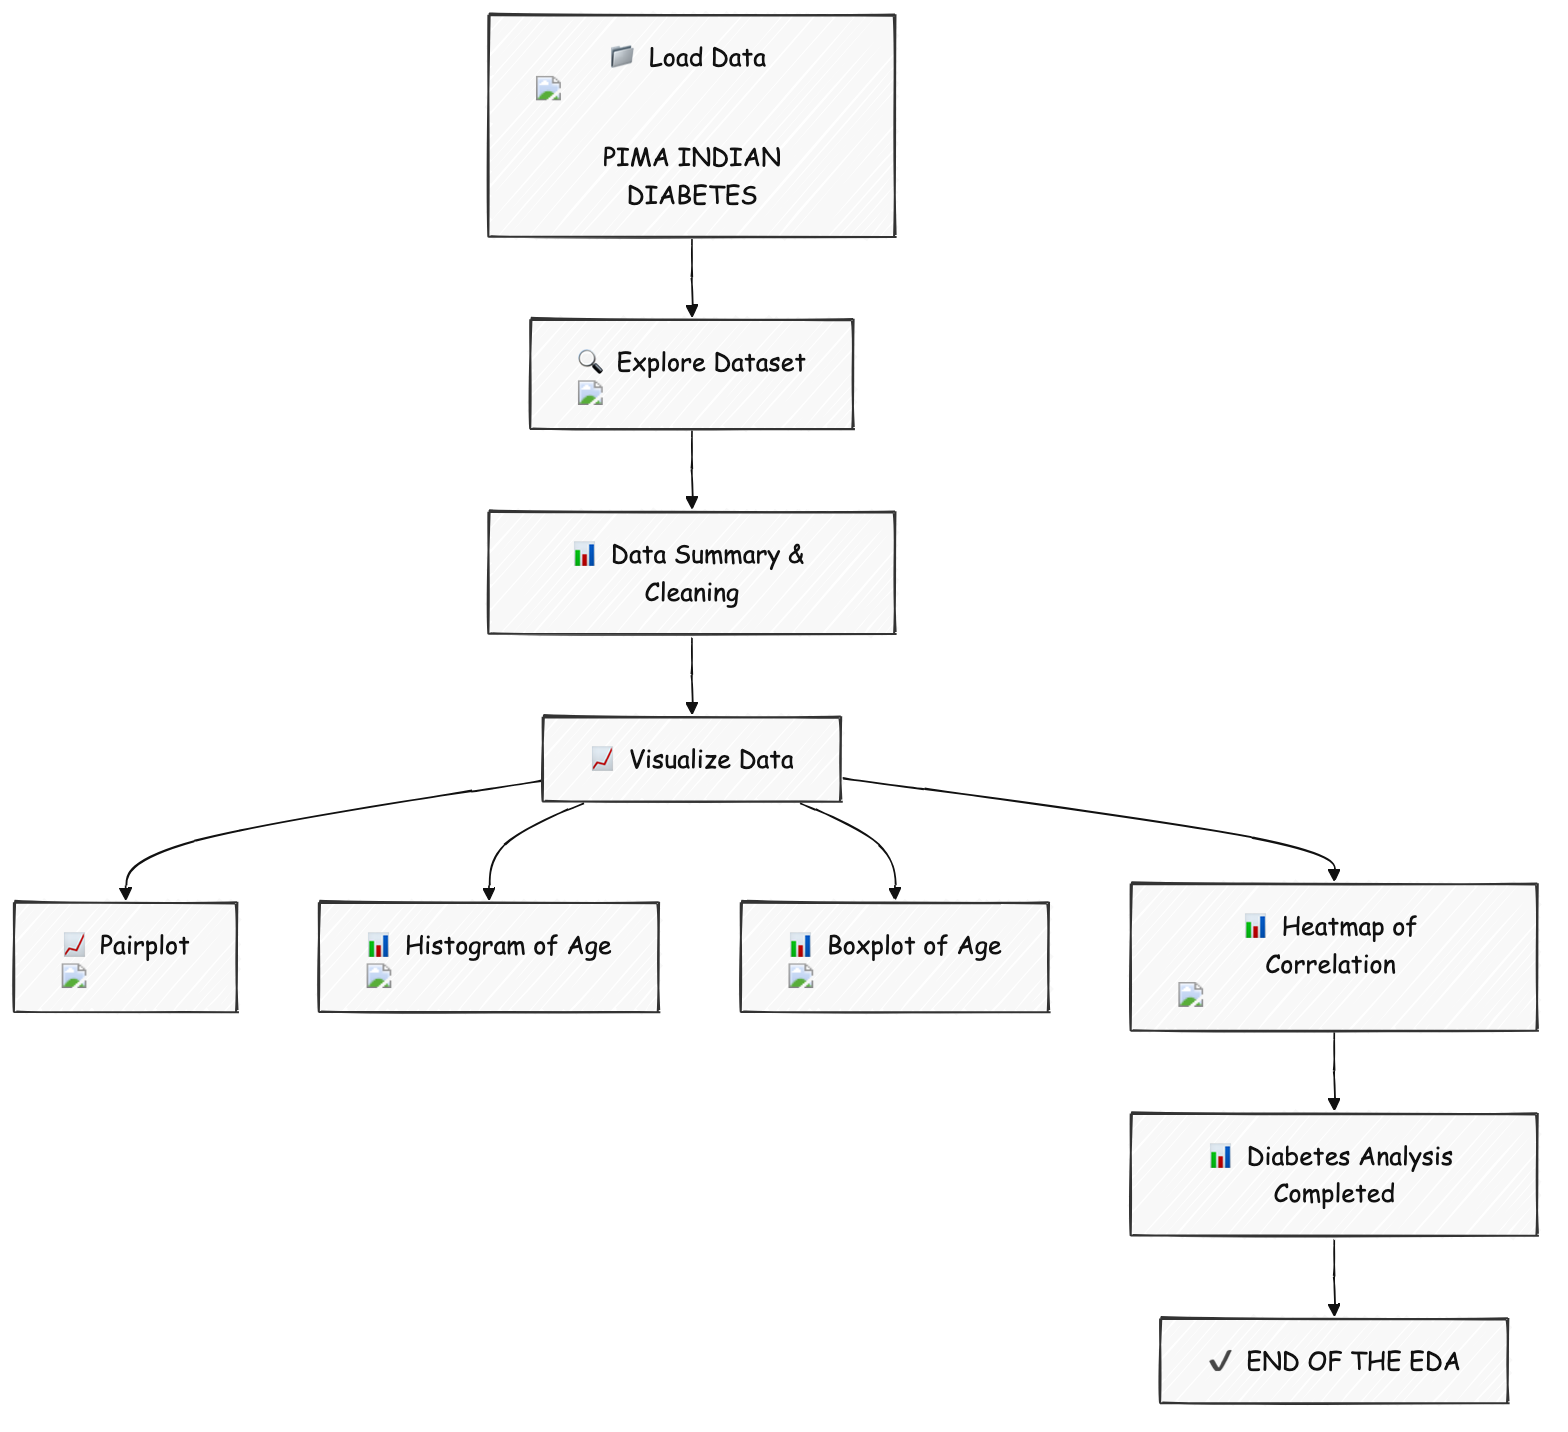 Load Data
PIMA INDIAN
DIABETES
Explore Dataset
Data Summary &
Cleaning
Visualize Data
Pairplot
Histogram of Age
Boxplot of Age
Heatmap of
Correlation
Diabetes Analysis
Completed
END OF THE EDA